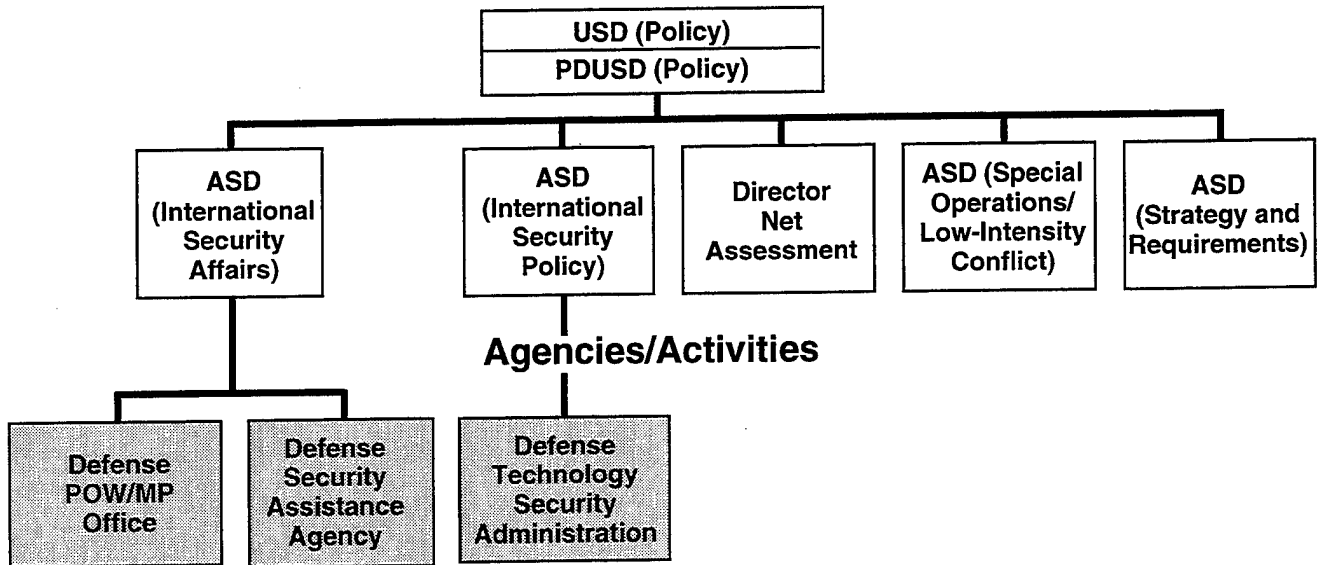 USD (Policy)
PDUSD (Policy)
ASD
(International
Security
Affairs)
ASD
(International
Security
Policy)
Director
Net
Assessment
ASD (Special
Operations/
Low-Intensity
Conflict)
ASD
(Strategy and
Requirements)
Agencies/Activities
Defense
POW/MP
Office
Defense
Security
Assistance
Agency
Defense
Technology
Security
Administration